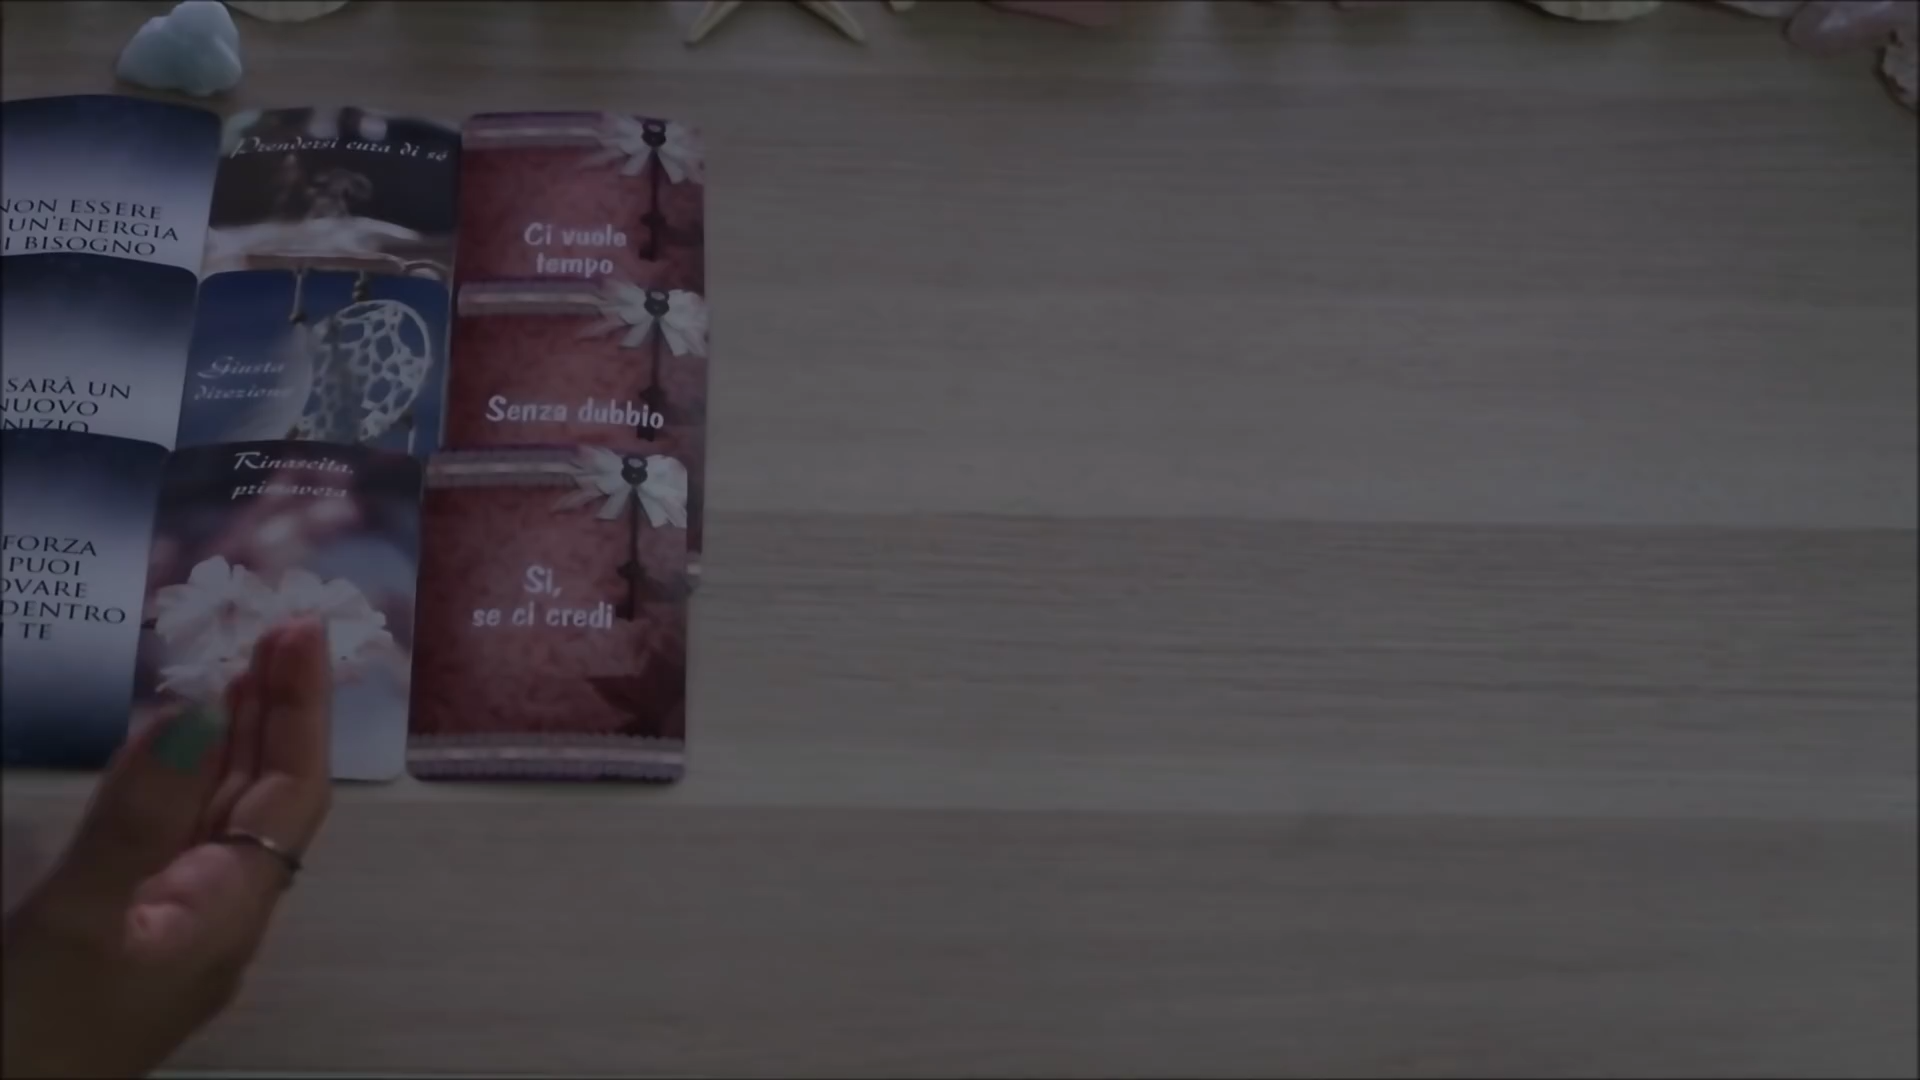 NON ESSERE
UN'ENERGIA
I BISOGNO
Prendersi cura di sé
Ci vuole
tempo
SARÀ UN
NUOVO
NIZIO
Giusta
direzione
Senza dubbio
FORZA
PUOI
OVARE
DENTRO
TE
Rinascita,
primavera
Sì,
se ci credi